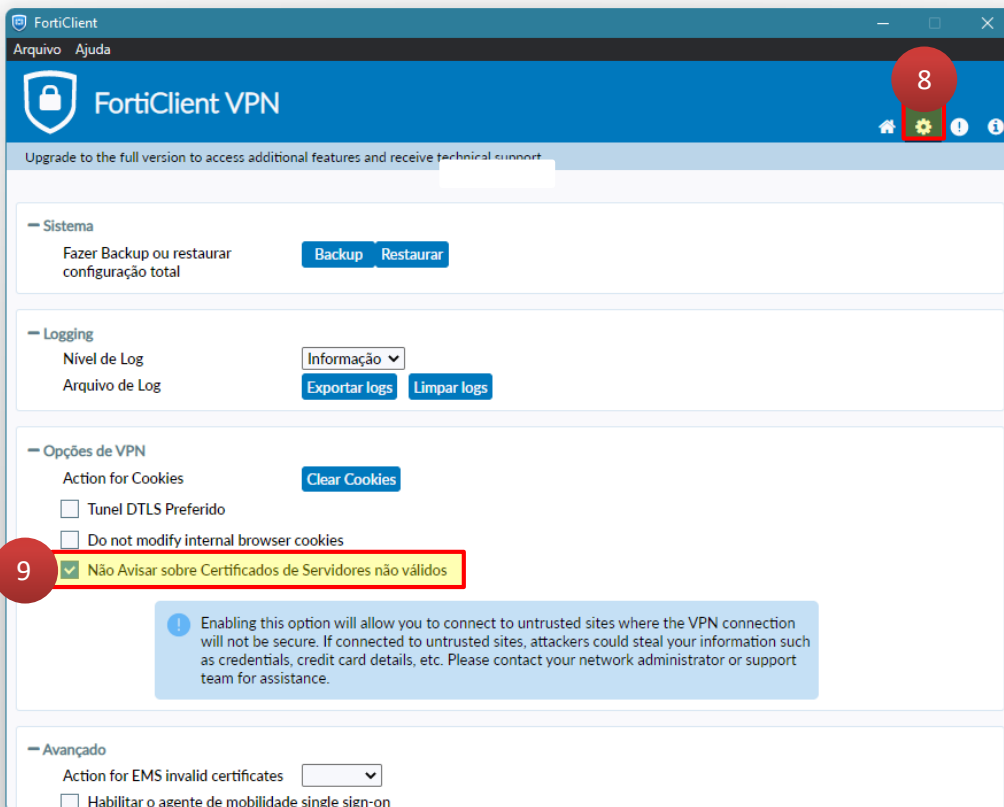 FortiClient
Arquivo Ajuda
8
FortiClient VPN
Upgrade to the full version to access additional features and receive technical support
Sistema
Fazer Backup ou restaurar
configuração total
Backup Restaurar
Logging
Nível de Log
Informação
Arquivo de Log
Exportar logs Limpar logs
Opções de VPN
Action for Cookies
Clear Cookies
Tunel DTLS Preferido
Do not modify internal browser cookies
9
Não Avisar sobre Certificados de Servidores não válidos
Enabling this option will allow you to connect to untrusted sites where the VPN connection
will not be secure. If connected to untrusted sites, attackers could steal your information such
as credentials, credit card details, etc. Please contact your network administrator or support
team for assistance.
Avançado
Action for EMS invalid certificates
Habilitar o agente de mobilidade single sign-on